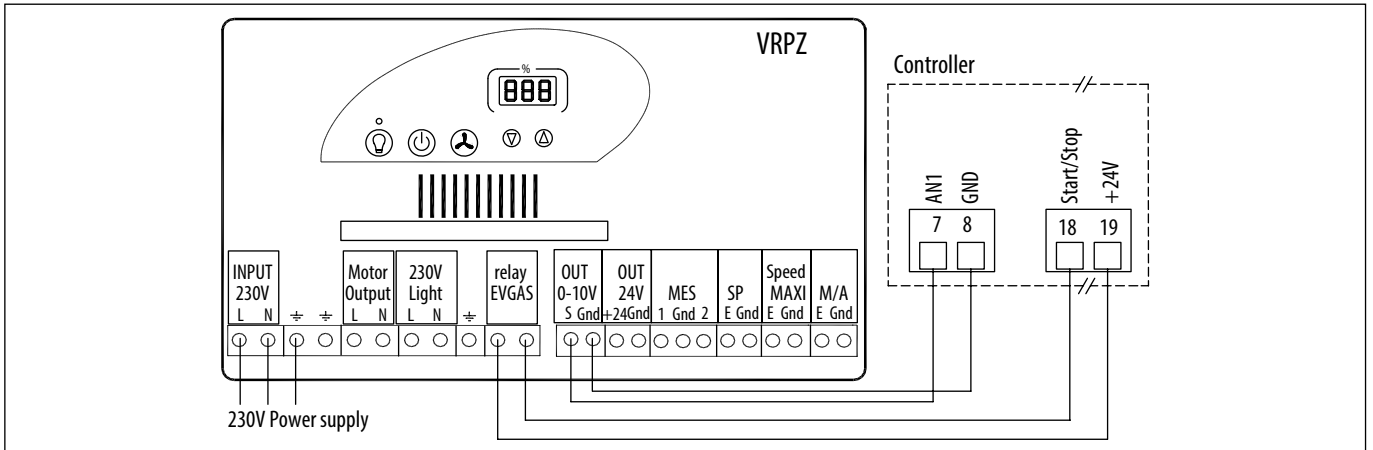 VRPZ
%
888
Controller
AN1
GND
Start/Stop
+24V
7
8
18
19
INPUT
230V
L N
Motor
Output
L N
230V
Light
L N
relay
EVGAS
OUT
0-10V
S Gnd
OUT
24V
+24Gnd
MES
1 Gnd 2
SP
E Gnd
Speed
MAXI
E Gnd
M/A
E Gnd
230V Power supply